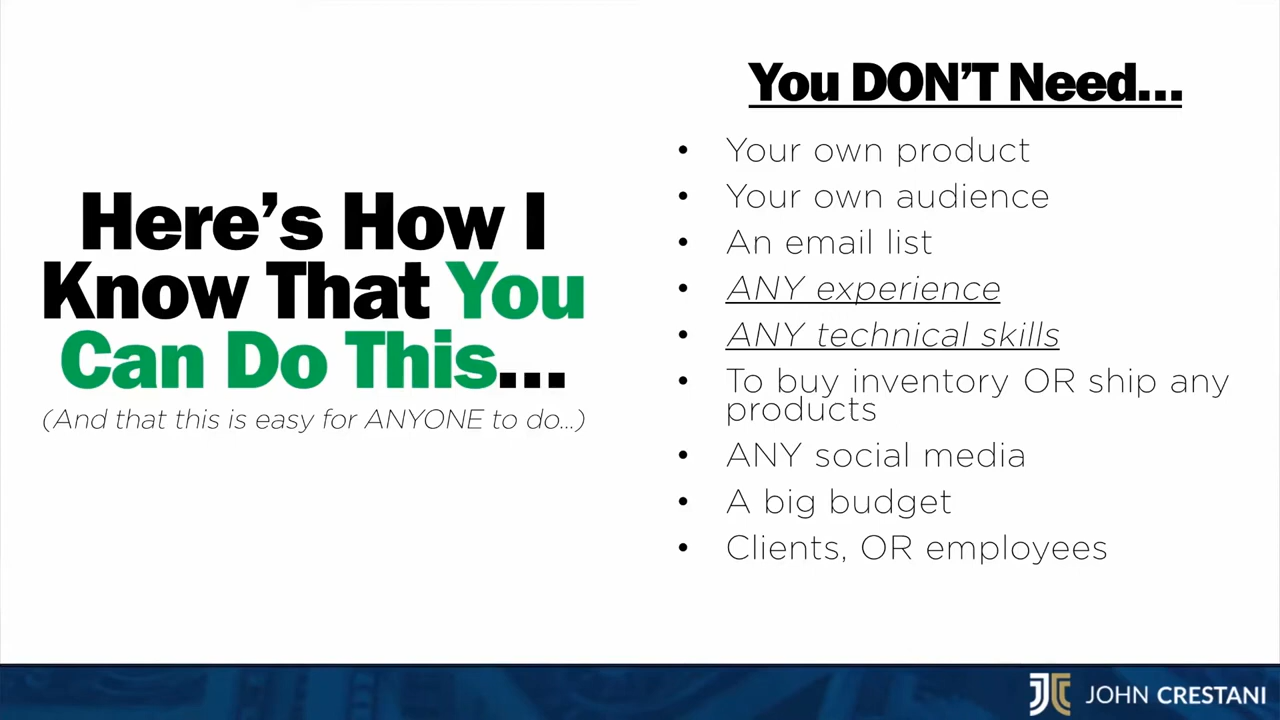 Here’s How I
Know That You
Can Do This...
(And that this is easy for ANYONE to do...)
You DON’T Need...
• Your own product
• Your own audience
• An email list
• ANY experience
• ANY technical skills
• To buy inventory OR ship any
products
• ANY social media
• A big budget
• Clients, OR employees
JOHN CRESTANI